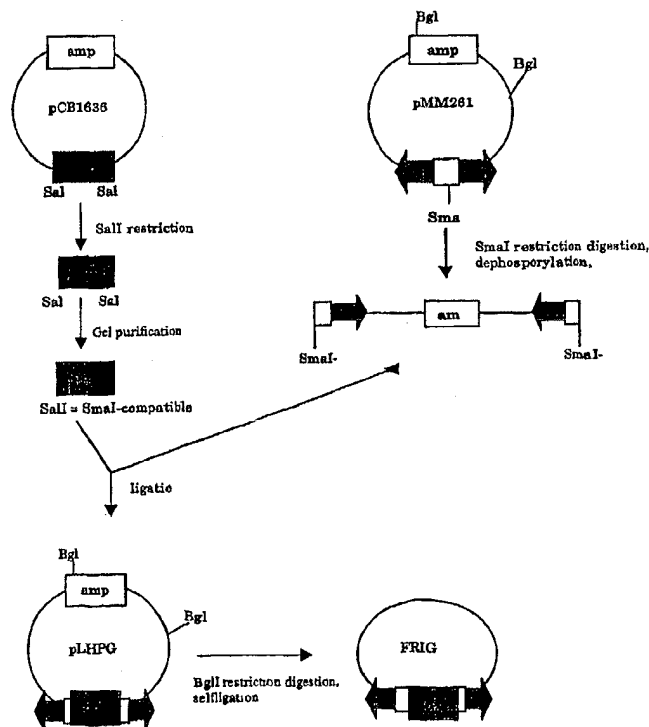 amp
pCB1636
Sal Sal
SalI restriction
Sal Sal
Gel purification
SalI = SmaI-compatible
Bgl
amp
Bgl
pMM261
Sma
SmaI restriction digestion,
dephosporylation,
am
SmaI-
SmaI-
ligatio
Bgl
amp
Bgl
pLHPG
BglI restriction digestion,
selfligation
FRIG